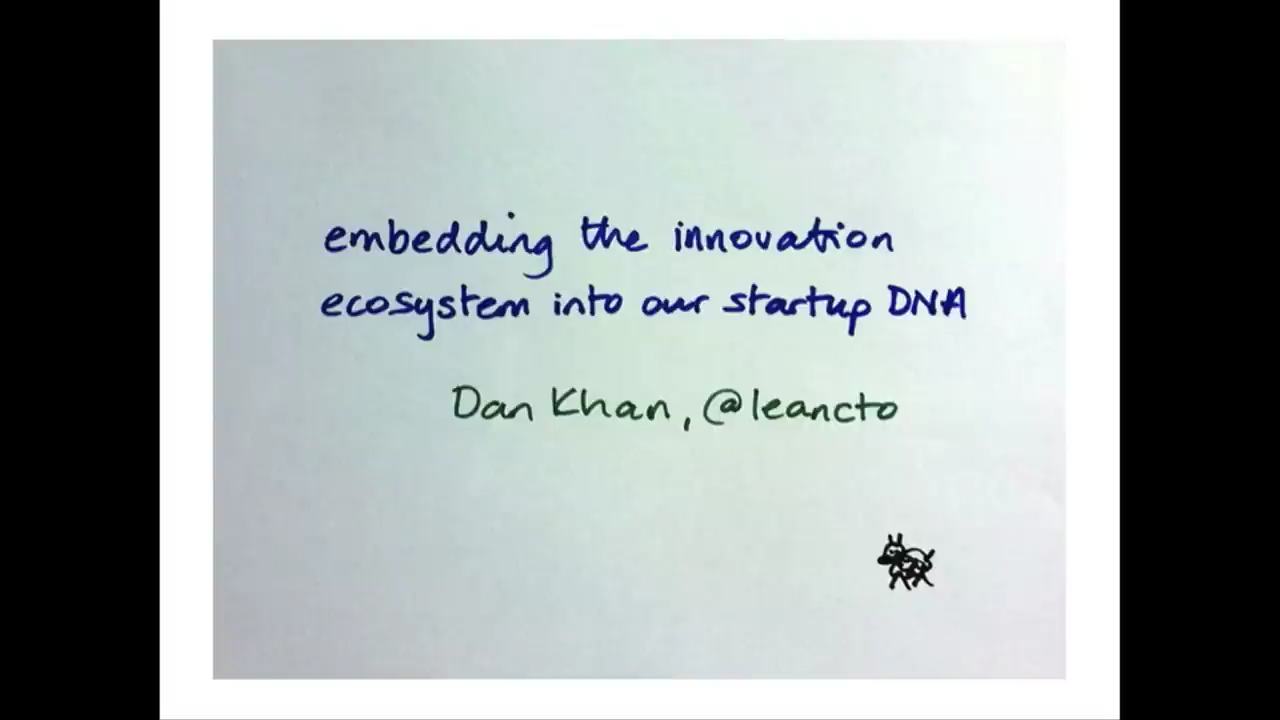 embedding the innovation
ecosystem into our startup DNA
Dan Khan, @leancto